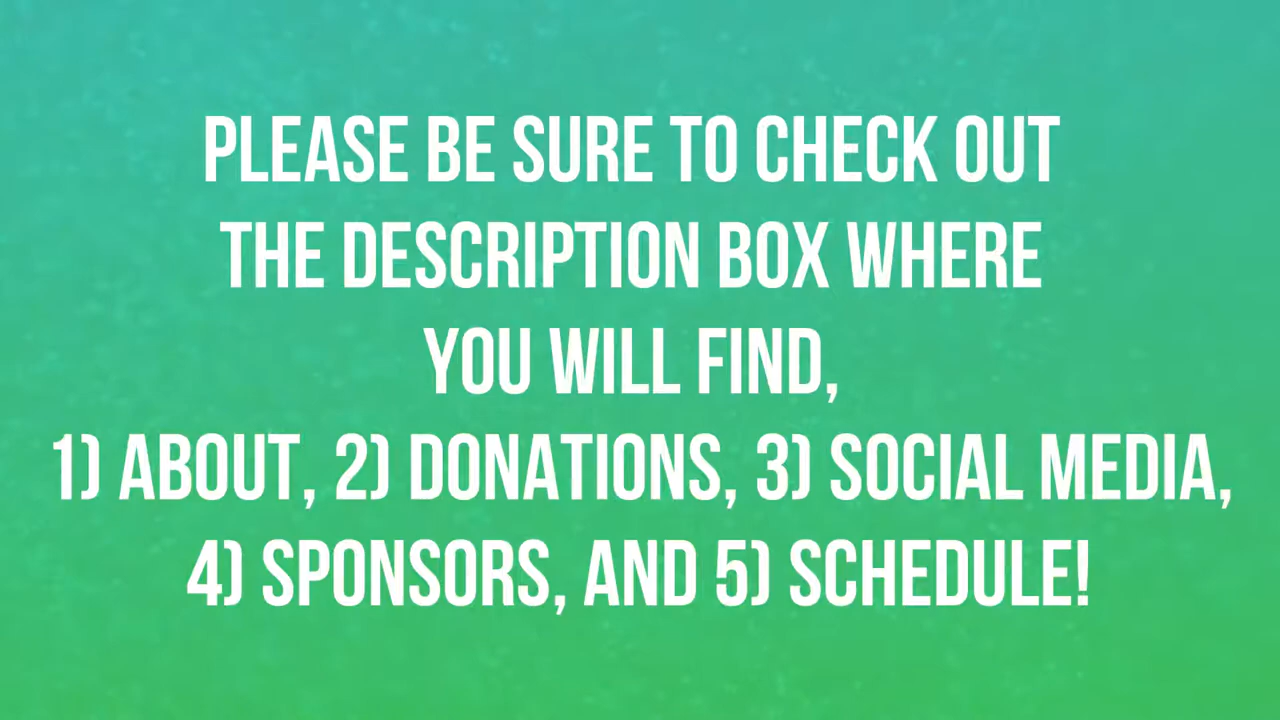 PLEASE BE SURE TO CHECK OUT
THE DESCRIPTION BOX WHERE
YOU WILL FIND,
1) ABOUT, 2) DONATIONS, 3) SOCIAL MEDIA,
4) SPONSORS, AND 5) SCHEDULE!